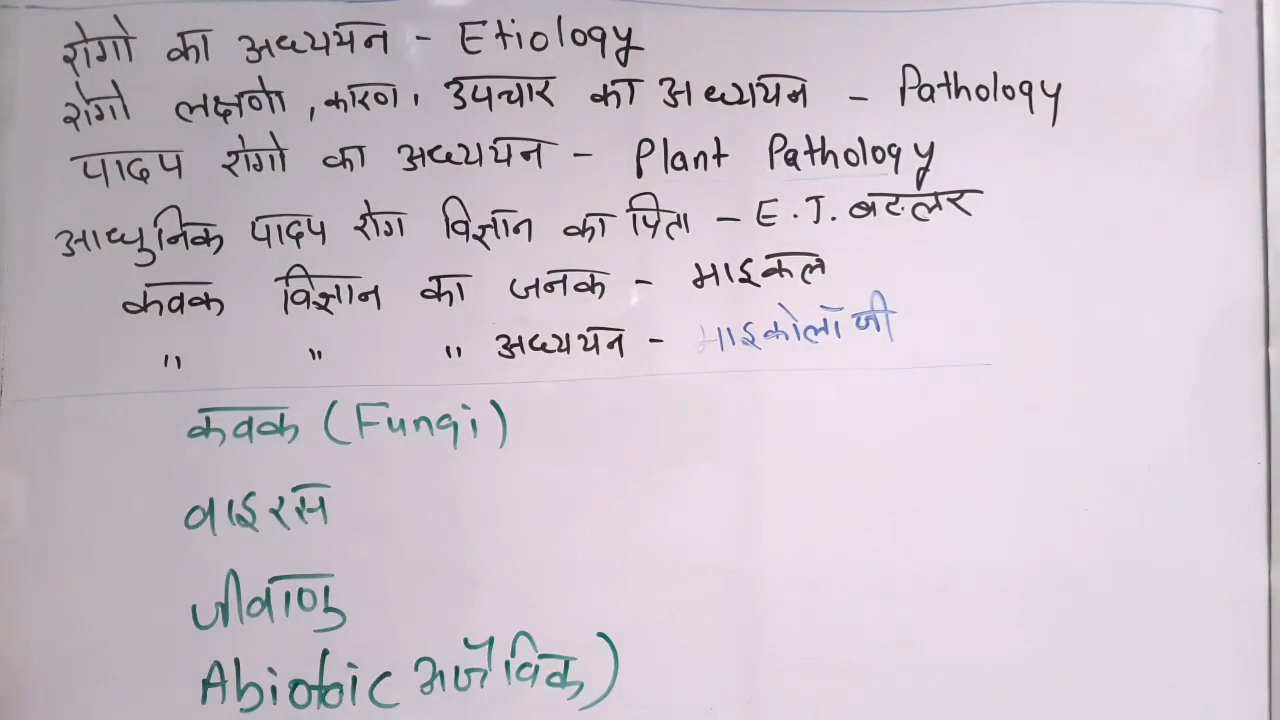 रोगो का अध्ययन - Etiology
रोगो लक्षणो, कारण, उपचार का अध्ययन - Pathology
पादप रोगो का अध्ययन - Plant Pathology
आधुनिक पादप रोग विज्ञान का पिता - E. J. बटलर
कवक विज्ञान का जनक - माइकल
" " " अध्ययन - माइकोलॉजी
कवक (Fungi)
वाइरस
जीवाणु
Abiotic अजैविक)